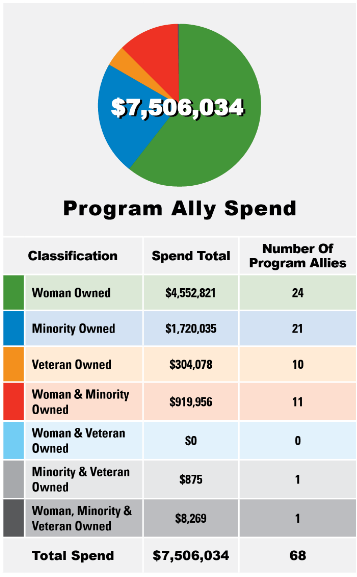 $7,506,034
Program Ally Spend
Classification Spend Total Number Of
Program Allies
Woman Owned $4,552,821 24
Minority Owned $1,720,035 21
Veteran Owned $304,078 10
Woman & Minority
Owned $919,956 11
Woman & Veteran
Owned $0 0
Minority & Veteran
Owned $875 1
Woman, Minority &
Veteran Owned $8,269 1
Total Spend $7,506,034 68